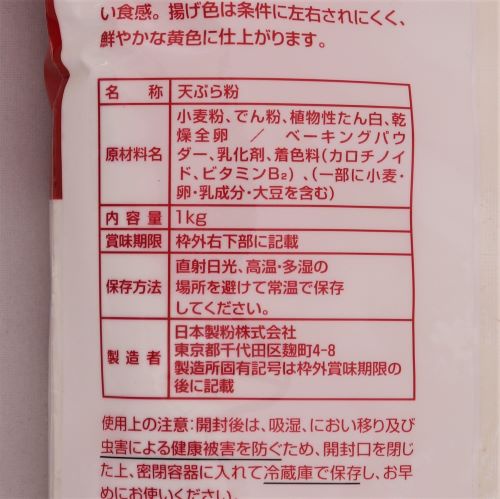 い食感。揚げ色は条件に左右されにくく、
鮮やかな黄色に仕上がります。
名称 天ぷら粉
原材料名 小麦粉、でん粉、植物性たん白、乾
燥全卵 ／ ベーキングパウ
ダー、乳化剤、着色料(カロチノイ
ド、ビタミンB₂)、(一部に小麦・
卵・乳成分・大豆を含む)
内容量 1kg
賞味期限 枠外右下部に記載
保存方法 直射日光、高温・多湿の
場所を避けて常温で保存
してください。
製造者 日本製粉株式会社
東京都千代田区麹町4-8
製造所固有記号は枠外賞味期限の
後に記載
使用上の注意：開封後は、吸湿、におい移り及び
虫害による健康被害を防ぐため、開封口を閉じ
た上、密閉容器に入れて冷蔵庫で保存し、お早
めにお使いください。